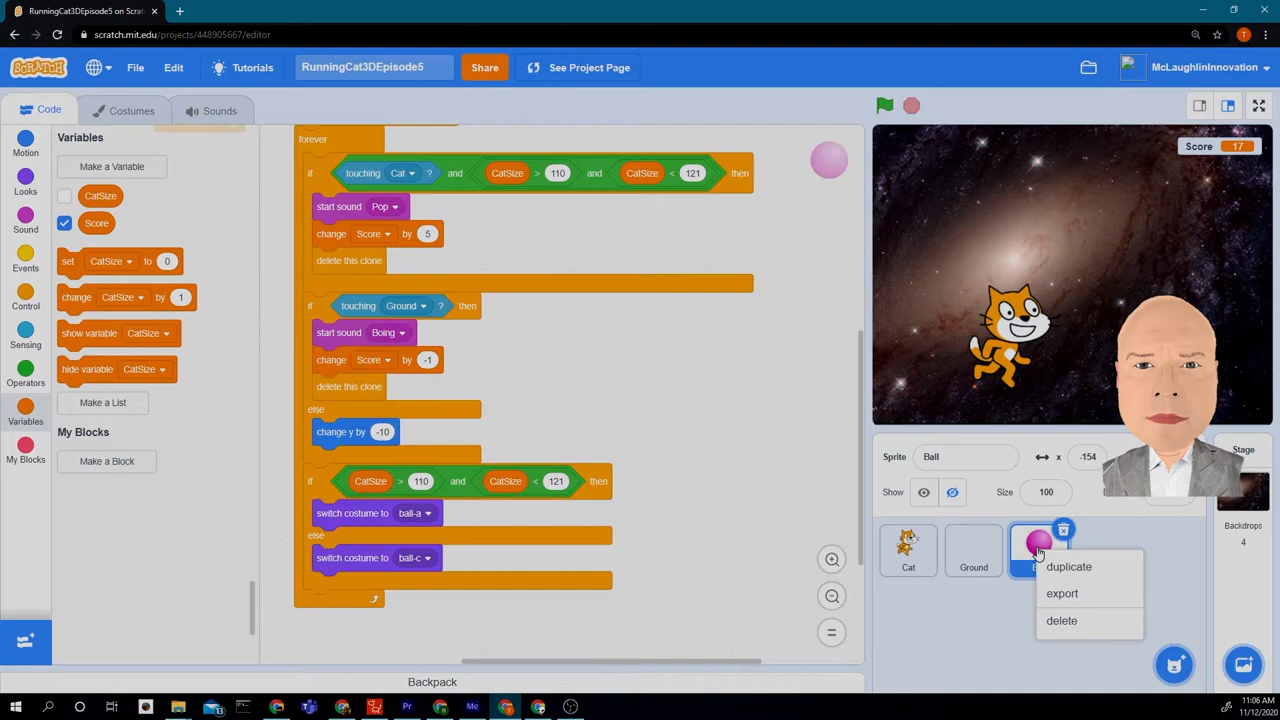 RunningCat3DEpisode5 on Scra
scratch.mit.edu/projects/448905667/editor
T
SCRATCH
File
Edit
Tutorials
RunningCat3DEpisode5
Share
See Project Page
McLaughlinInnovation
Code
Costumes
Sounds
Motion
Looks
Sound
Events
Control
Sensing
Operators
Variables
My Blocks
Variables
Make a Variable
CatSize
Score
set CatSize to 0
change CatSize by 1
show variable CatSize
hide variable CatSize
Make a List
My Blocks
Make a Block
forever
if touching Cat ? and CatSize > 110 and CatSize < 121 then
start sound Pop
change Score by 5
delete this clone
if touching Ground ? then
start sound Boing
change Score by -1
delete this clone
else
change y by -10
if CatSize > 110 and CatSize < 121 then
switch costume to ball-a
else
switch costume to ball-c
Backpack
Score 17
Sprite Ball x -154
Show Size 100
Cat
Ground
duplicate
export
delete
Stage
Backdrops
4
11:06 AM
11/12/2020